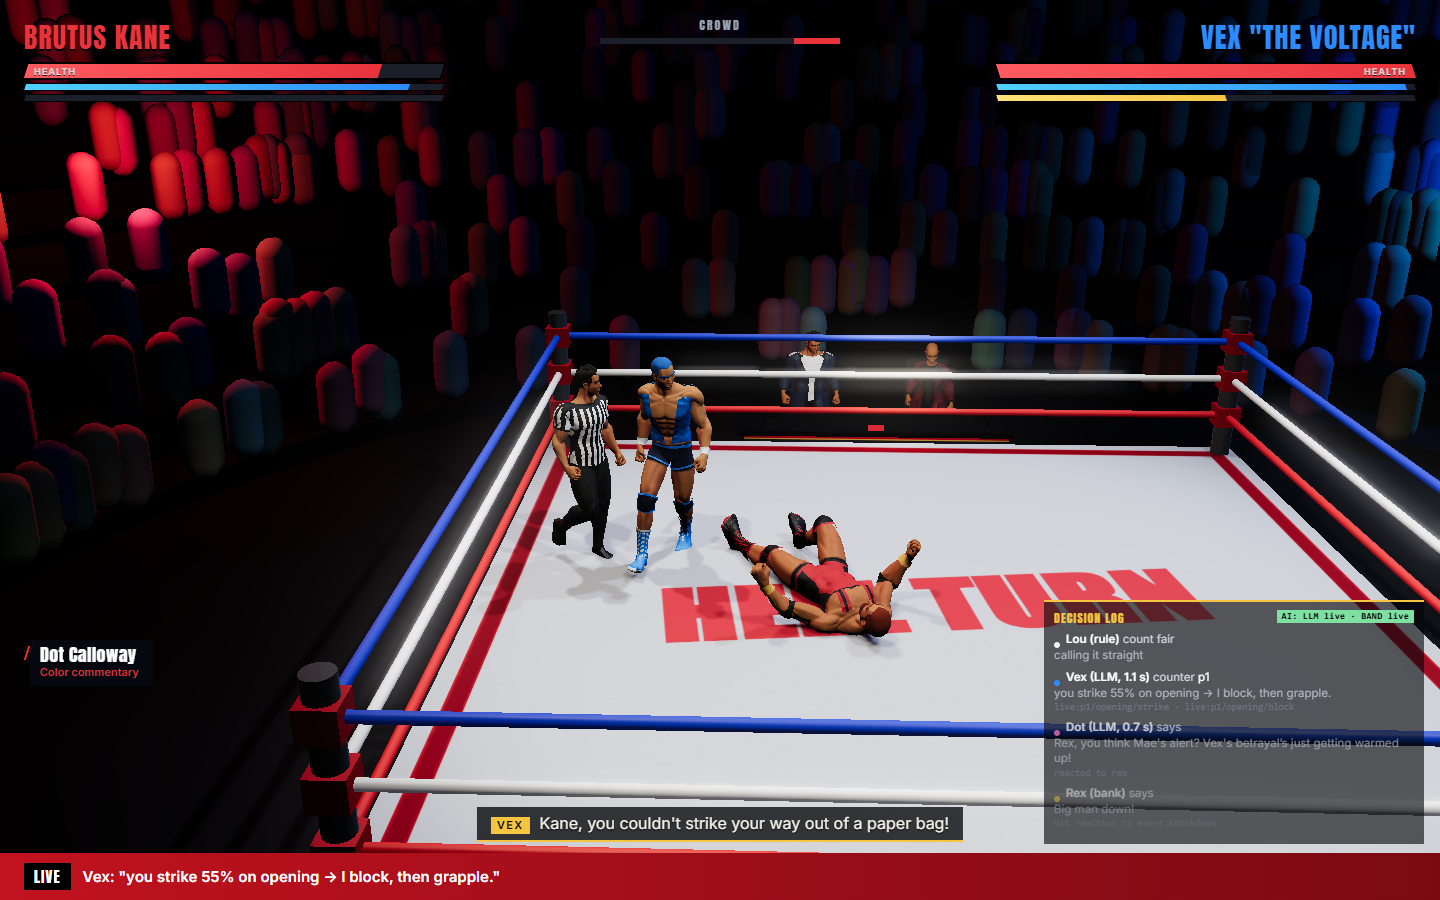 BRUTUS KANE
CROWD
VEX "THE VOLTAGE"
HEALTH
HEALTH
HEEL TURN
DECISION LOG
AI: LLM live · BAND live
Lou (rule) count fair
calling it straight
Vex (LLM, 1.1 s) counter p1
you strike 55% on opening → I block, then grapple.
live:p1/opening/strike · live:p1/opening/block
Dot (LLM, 0.7 s) says
Rex, you think Mae's alert? Vex's betrayal's just getting warmed
up!
reacted to rex
Rex (bank) says
Big man down!
hit reaction to event:knockdown
Dot Calloway
Color commentary
VEX Kane, you couldn't strike your way out of a paper bag!
LIVE Vex: "you strike 55% on opening → I block, then grapple."